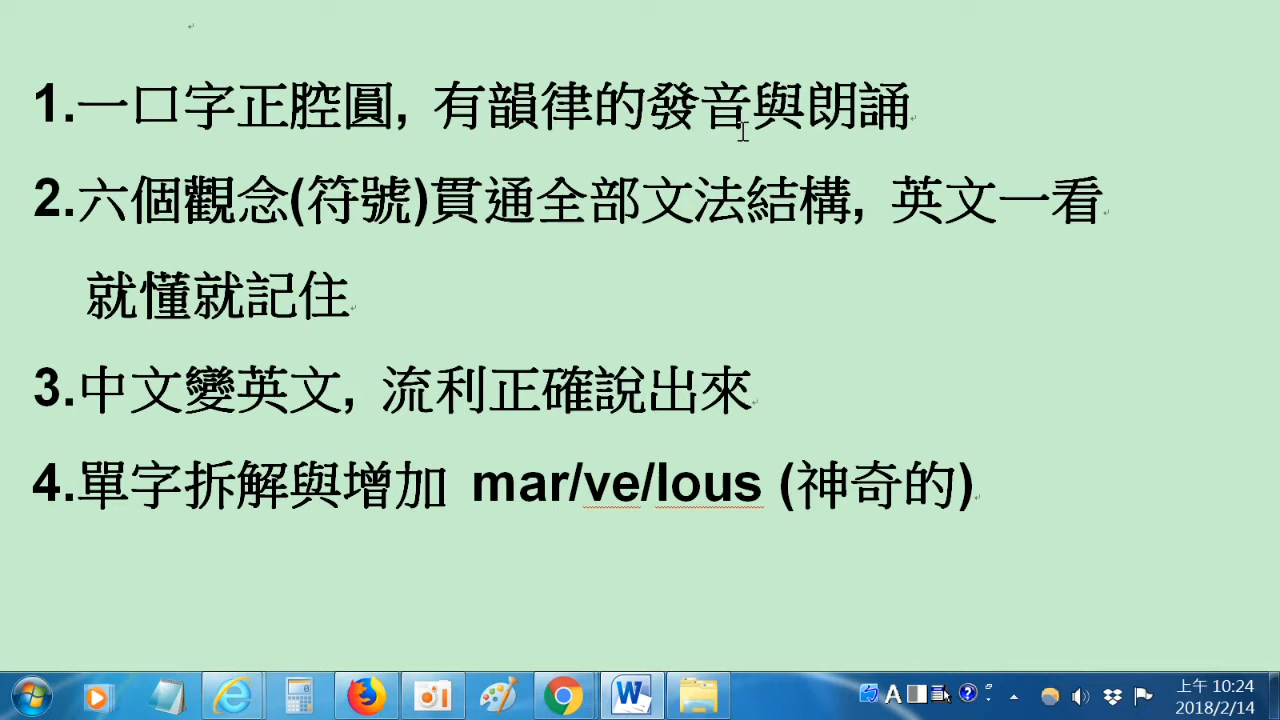 1.一口字正腔圓, 有韻律的發音與朗誦
2.六個觀念(符號)貫通全部文法結構, 英文一看
就懂就記住
3.中文變英文, 流利正確說出來
4.單字拆解與增加 mar/ve/lous (神奇的)
上午 10:24
2018/2/14